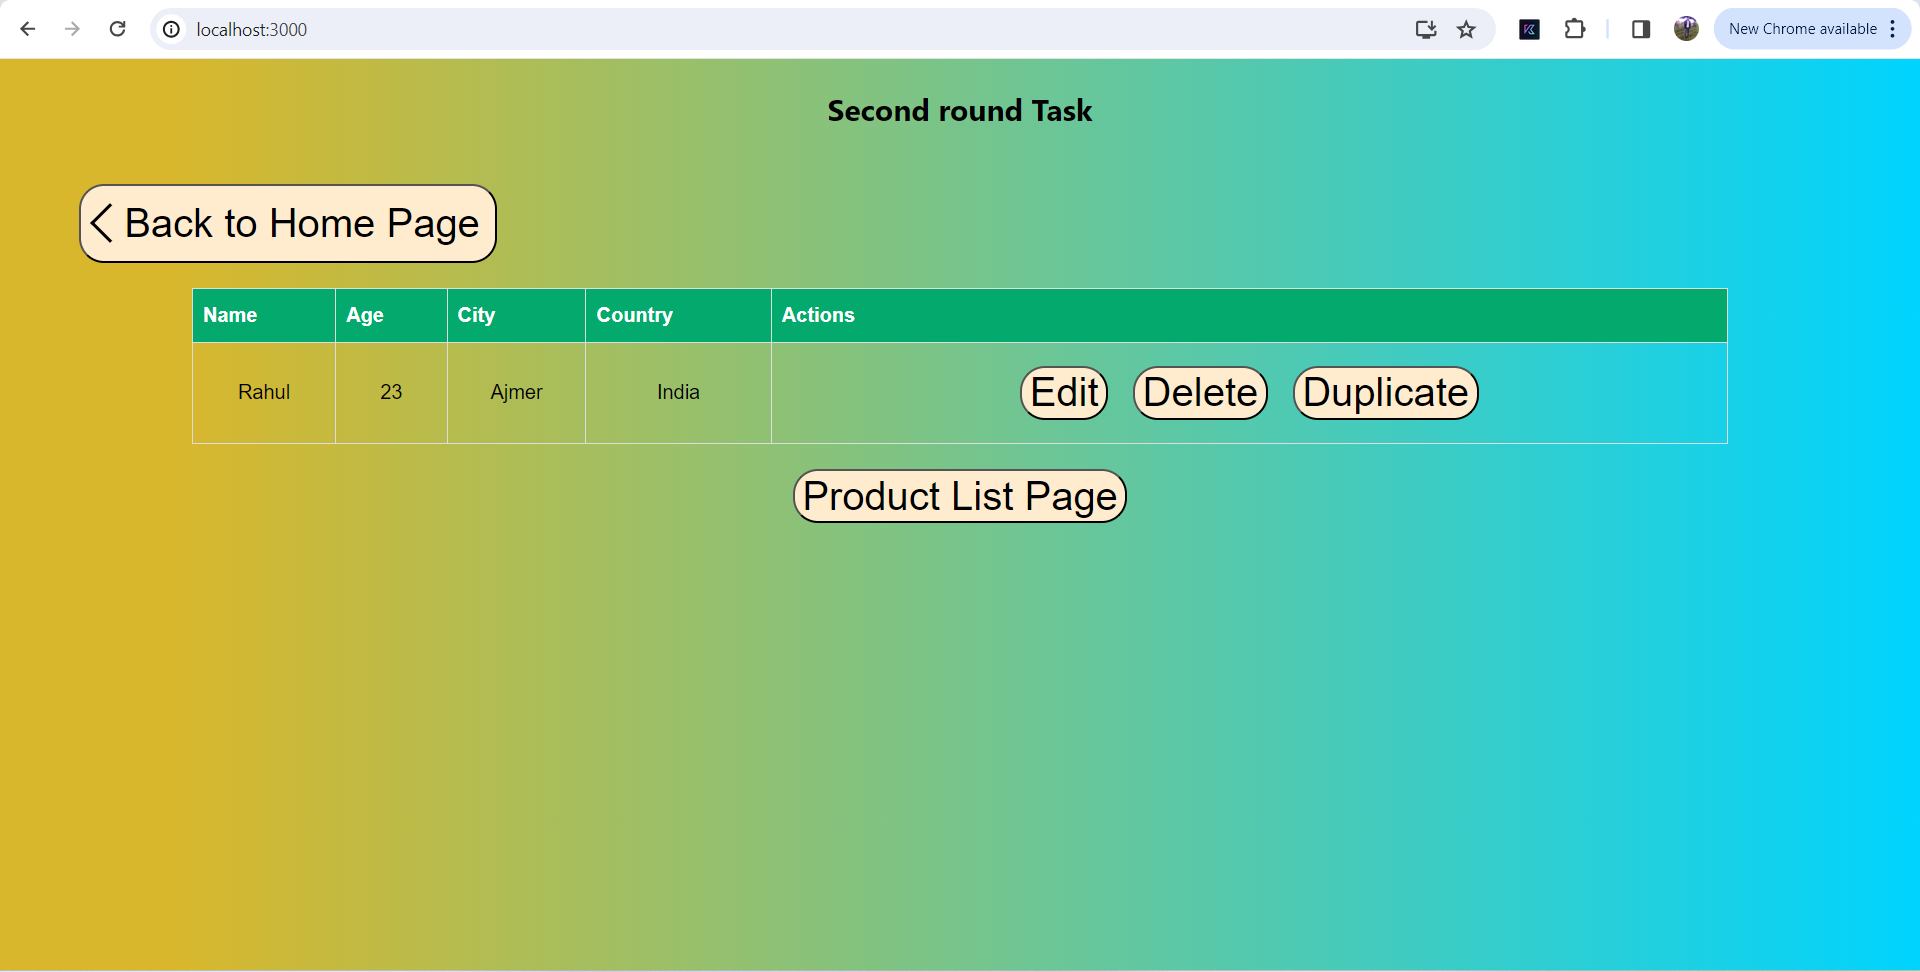 localhost:3000
New Chrome available
Second round Task
Back to Home Page
Name Age City Country Actions
Rahul 23 Ajmer India Edit Delete Duplicate
Product List Page